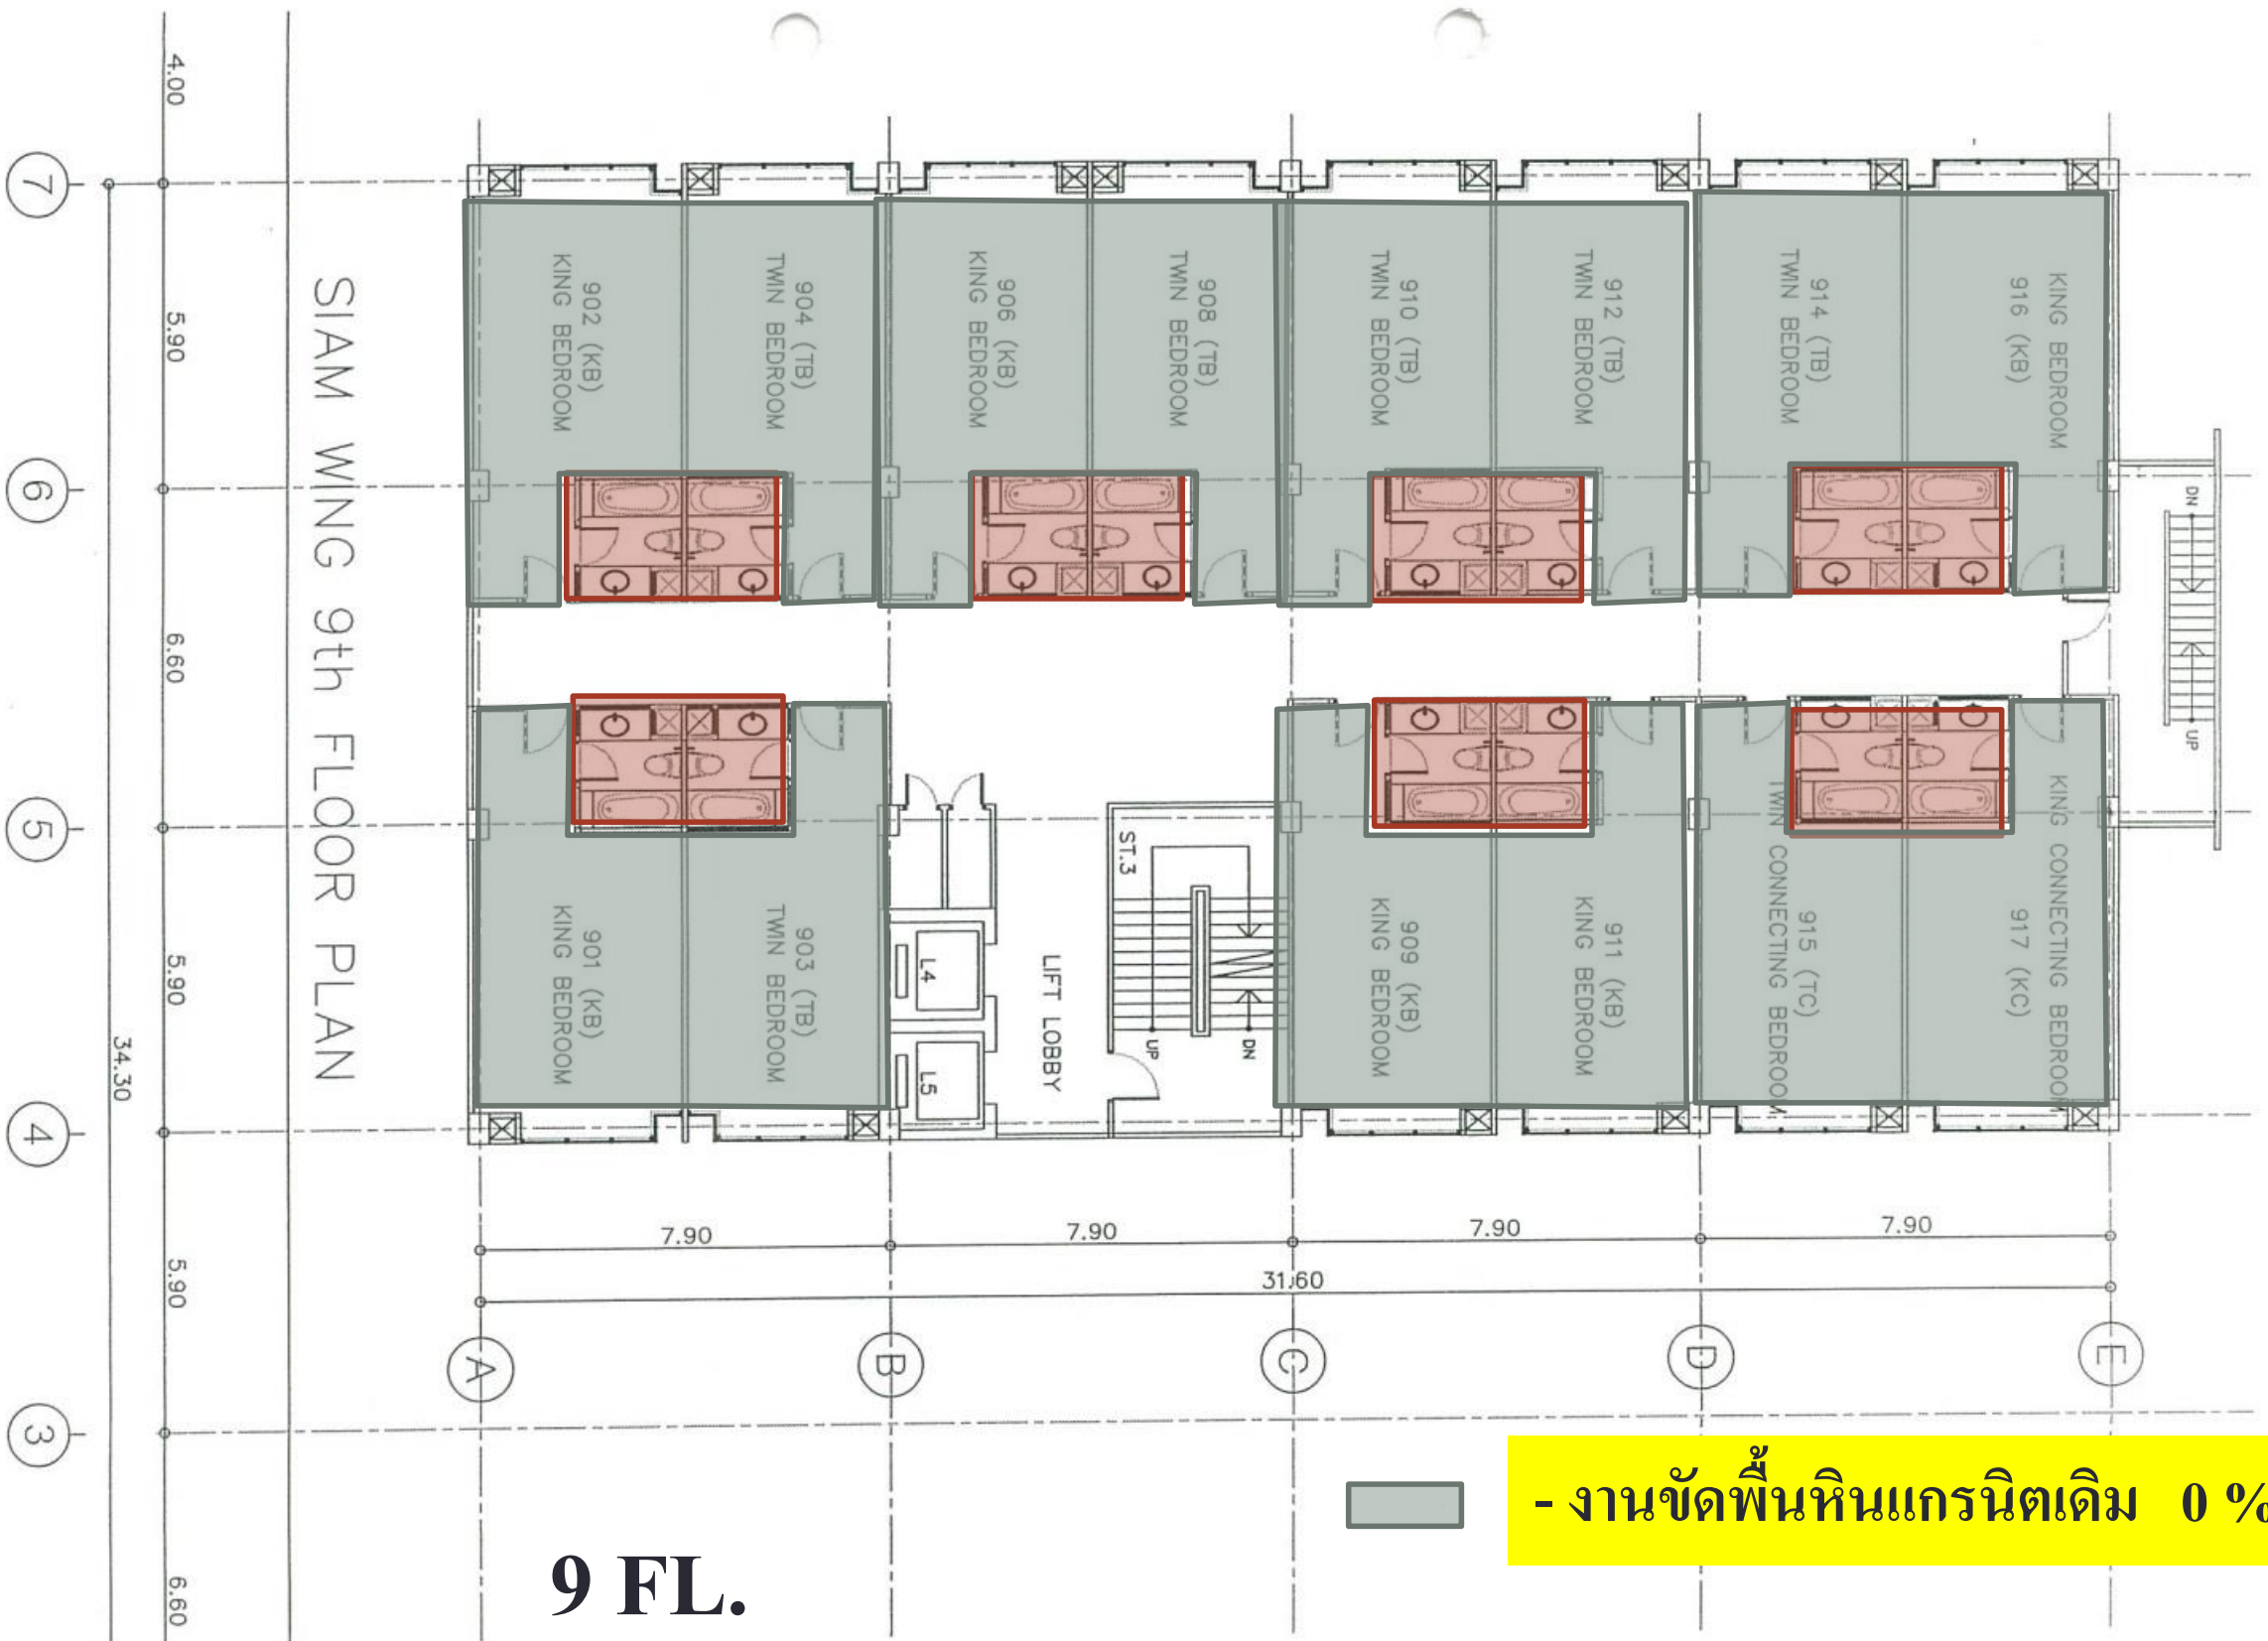 4.00
5.90
6.60
5.90
5.90
6.60
34.30
7
6
5
4
3
SIAM WING 9th FLOOR PLAN
902 (KB)
KING BEDROOM
904 (TB)
TWIN BEDROOM
906 (KB)
KING BEDROOM
908 (TB)
TWIN BEDROOM
910 (TB)
TWIN BEDROOM
912 (TB)
TWIN BEDROOM
914 (TB)
TWIN BEDROOM
KING BEDROOM
916 (KB)
DN
UP
901 (KB)
KING BEDROOM
903 (TB)
TWIN BEDROOM
L4
L5
LIFT LOBBY
ST.3
UP
DN
909 (KB)
KING BEDROOM
911 (KB)
KING BEDROOM
915 (TC)
TWIN CONNECTING BEDROOM
KING CONNECTING BEDROOM
917 (KC)
7.90
7.90
7.90
7.90
31.60
A
B
C
D
E
- งานขัดพื้นหินแกรนิตเดิม 0 %
9 FL.